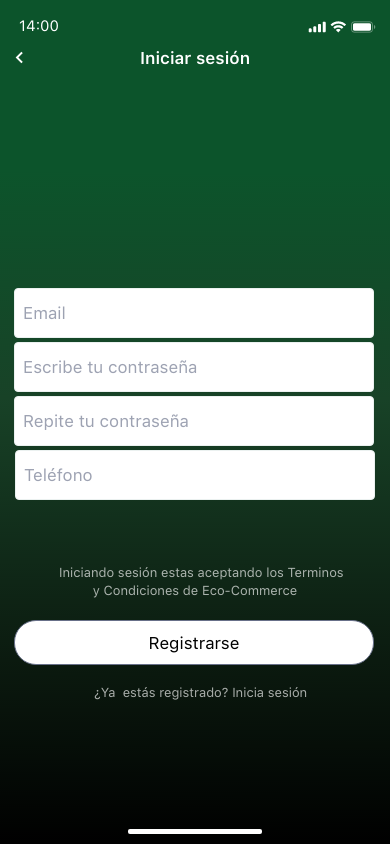 14:00
Iniciar sesión
Email
Escribe tu contraseña
Repite tu contraseña
Teléfono
Iniciando sesión estas aceptando los Terminos
y Condiciones de Eco-Commerce
Registrarse
¿Ya  estás registrado? Inicia sesión